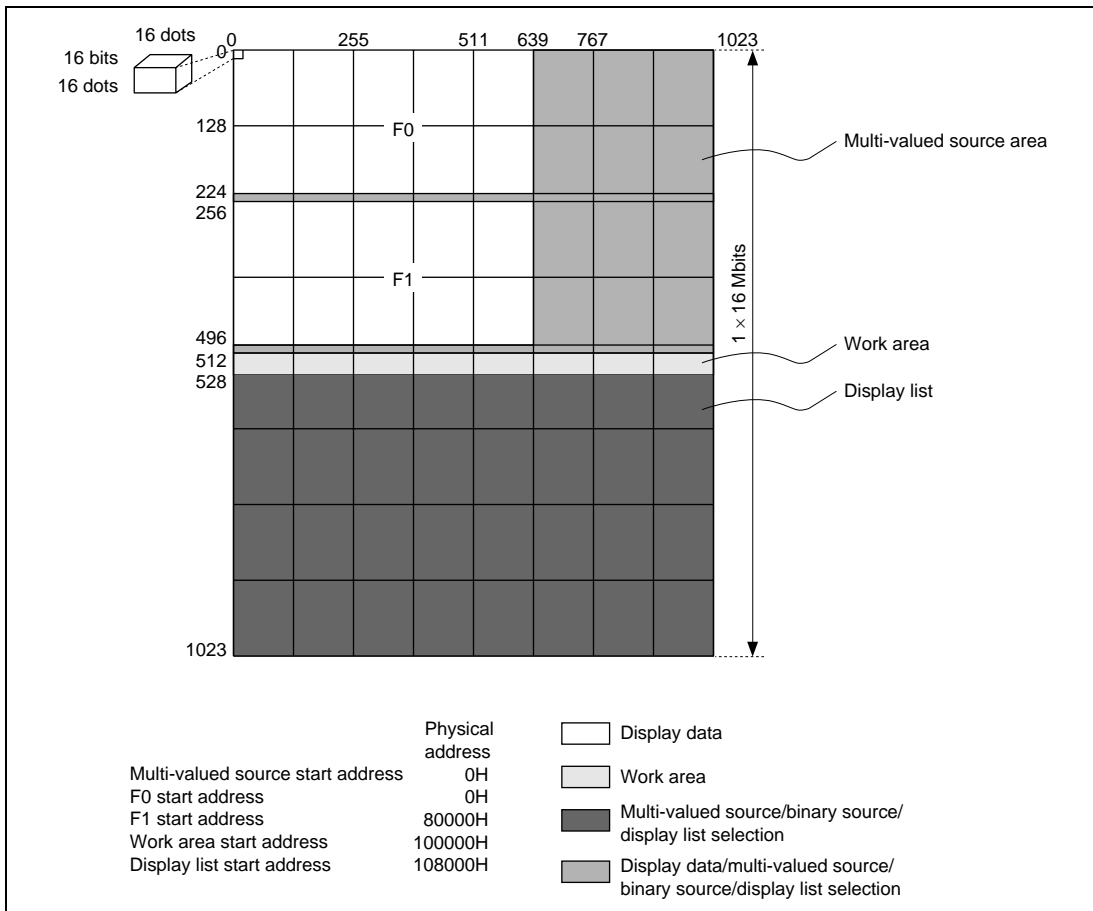 16 dots
16 bits
16 dots
0 255 511 639 767 1023
0
128
224
256
496
512
528
1023
F0
F1
1 × 16 Mbits
Multi-valued source area
Work area
Display list
Physical
address
Multi-valued source start address 0H
F0 start address 0H
F1 start address 80000H
Work area start address 100000H
Display list start address 108000H
Display data
Work area
Multi-valued source/binary source/
display list selection
Display data/multi-valued source/
binary source/display list selection